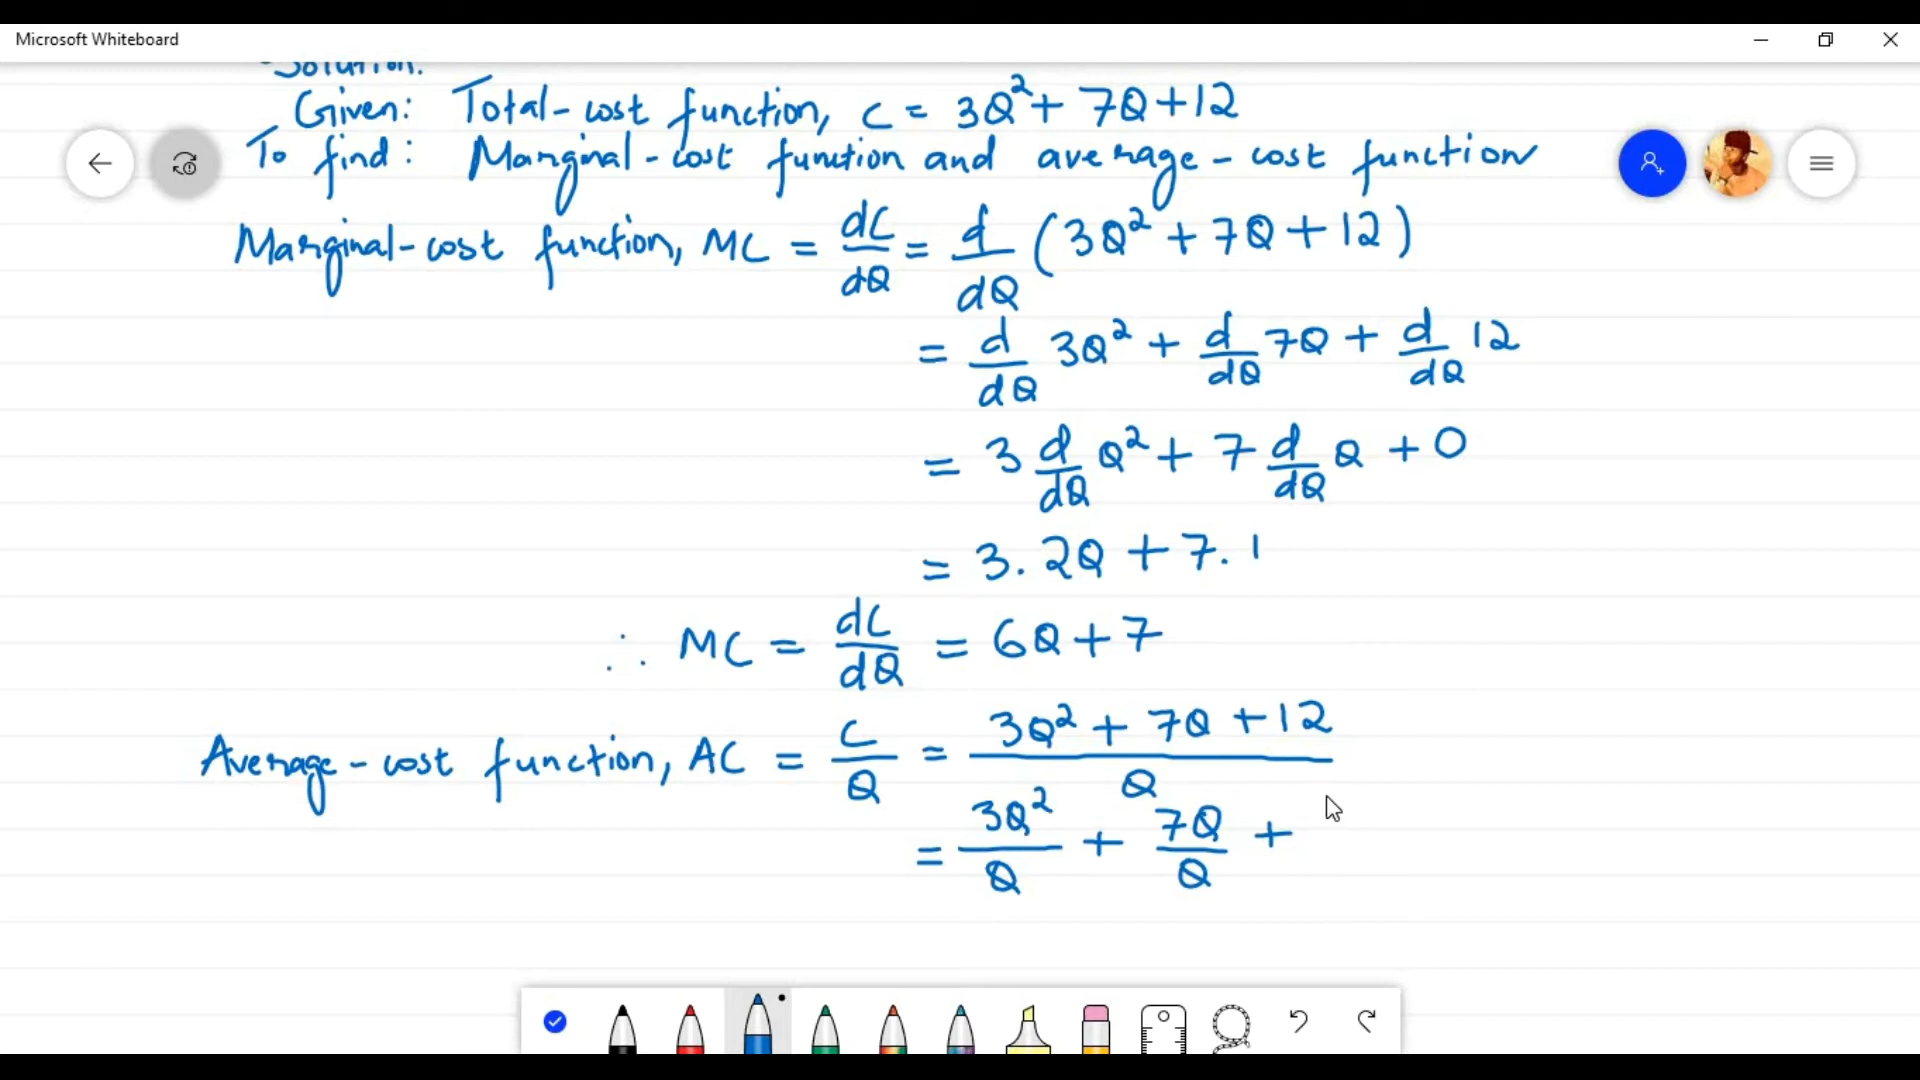 Microsoft Whiteboard
Solution:
Given: Total-cost function, C = 3Q² + 7Q + 12
To find: Marginal-cost function and average-cost function
Marginal-cost function, MC = dC/dQ = d/dQ (3Q² + 7Q + 12)
= d/dQ 3Q² + d/dQ 7Q + d/dQ 12
= 3 d/dQ Q² + 7 d/dQ Q + 0
= 3. 2Q + 7. 1
∴ MC = dC/dQ = 6Q + 7
Average-cost function, AC = C/Q = (3Q² + 7Q + 12)/Q
= 3Q²/Q + 7Q/Q +